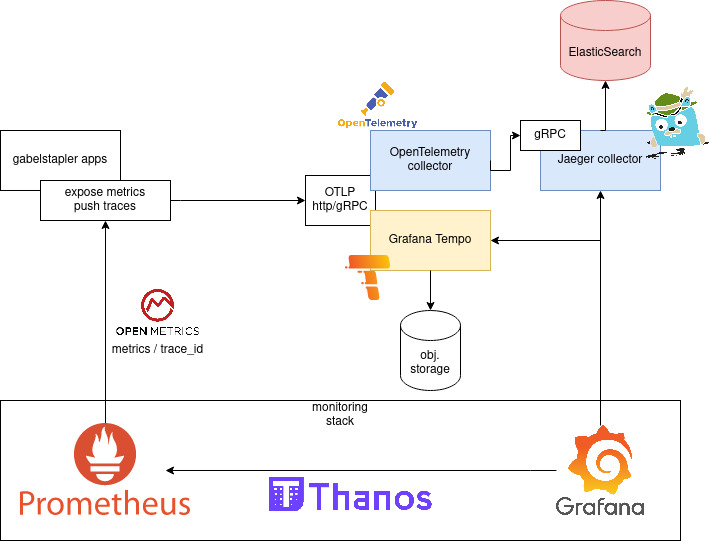 ElasticSearch
OpenTelemetry
gabelstapler apps
expose metrics
push traces
OTLP
http/gRPC
OpenTelemetry
collector
gRPC
Jaeger collector
Grafana Tempo
OPEN METRICS
metrics / trace_id
obj.
storage
monitoring
stack
Prometheus
Thanos
Grafana